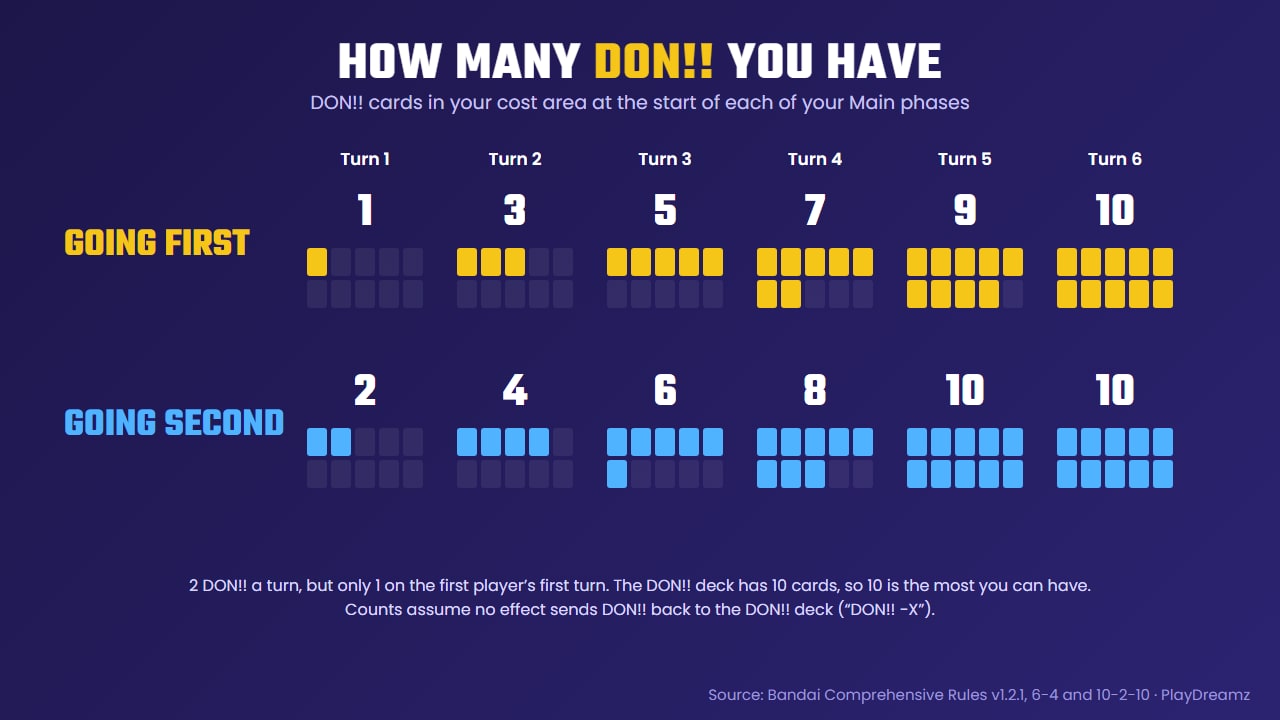 HOW MANY DON!! YOU HAVE
DON!! cards in your cost area at the start of each of your Main phases
Turn 1 Turn 2 Turn 3 Turn 4 Turn 5 Turn 6
GOING FIRST 1 3 5 7 9 10
GOING SECOND 2 4 6 8 10 10
2 DON!! a turn, but only 1 on the first player’s first turn. The DON!! deck has 10 cards, so 10 is the most you can have.
Counts assume no effect sends DON!! back to the DON!! deck (“DON!! -X”).
Source: Bandai Comprehensive Rules v1.2.1, 6-4 and 10-2-10 · PlayDreamz